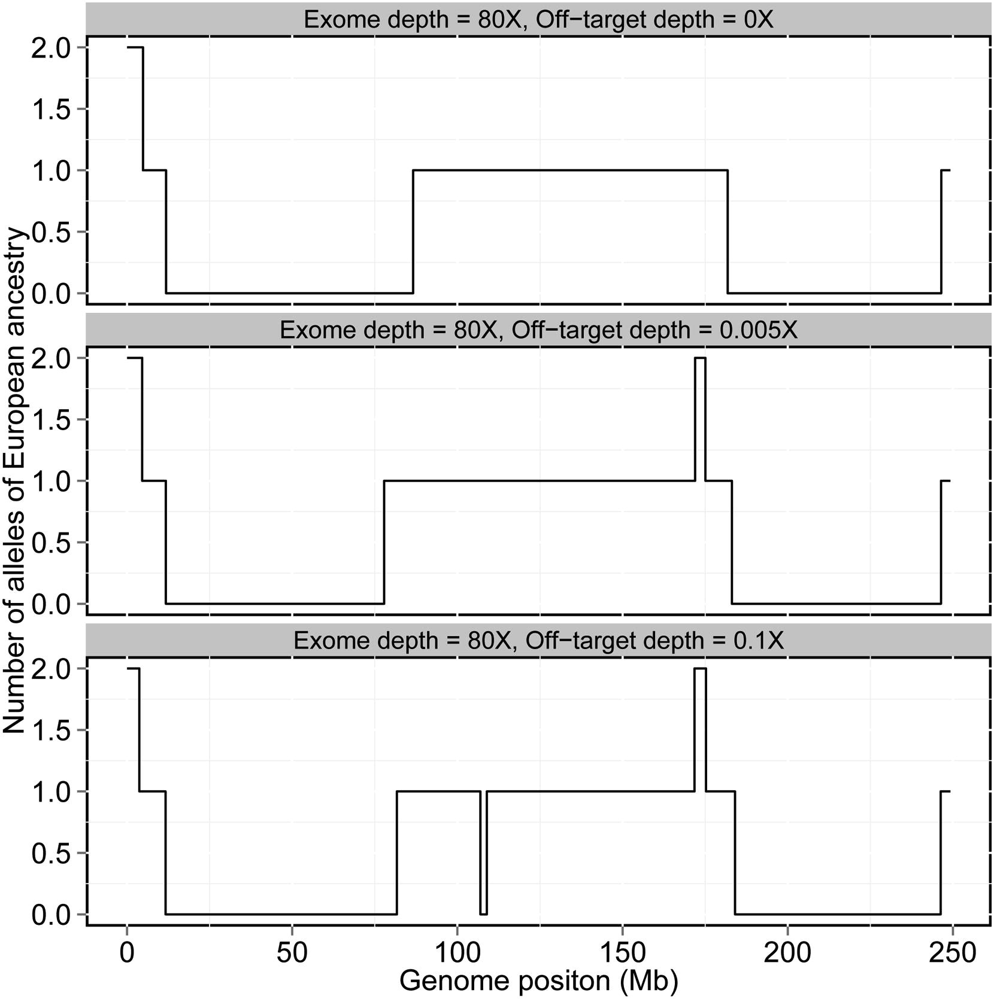 Exome depth = 80X, Off−target depth = 0X
2.0
1.5
1.0
0.5
0.0
Exome depth = 80X, Off−target depth = 0.005X
2.0
1.5
1.0
0.5
0.0
Exome depth = 80X, Off−target depth = 0.1X
2.0
1.5
1.0
0.5
0.0
0 50 100 150 200 250
Genome positon (Mb)
Number of alleles of European ancestry